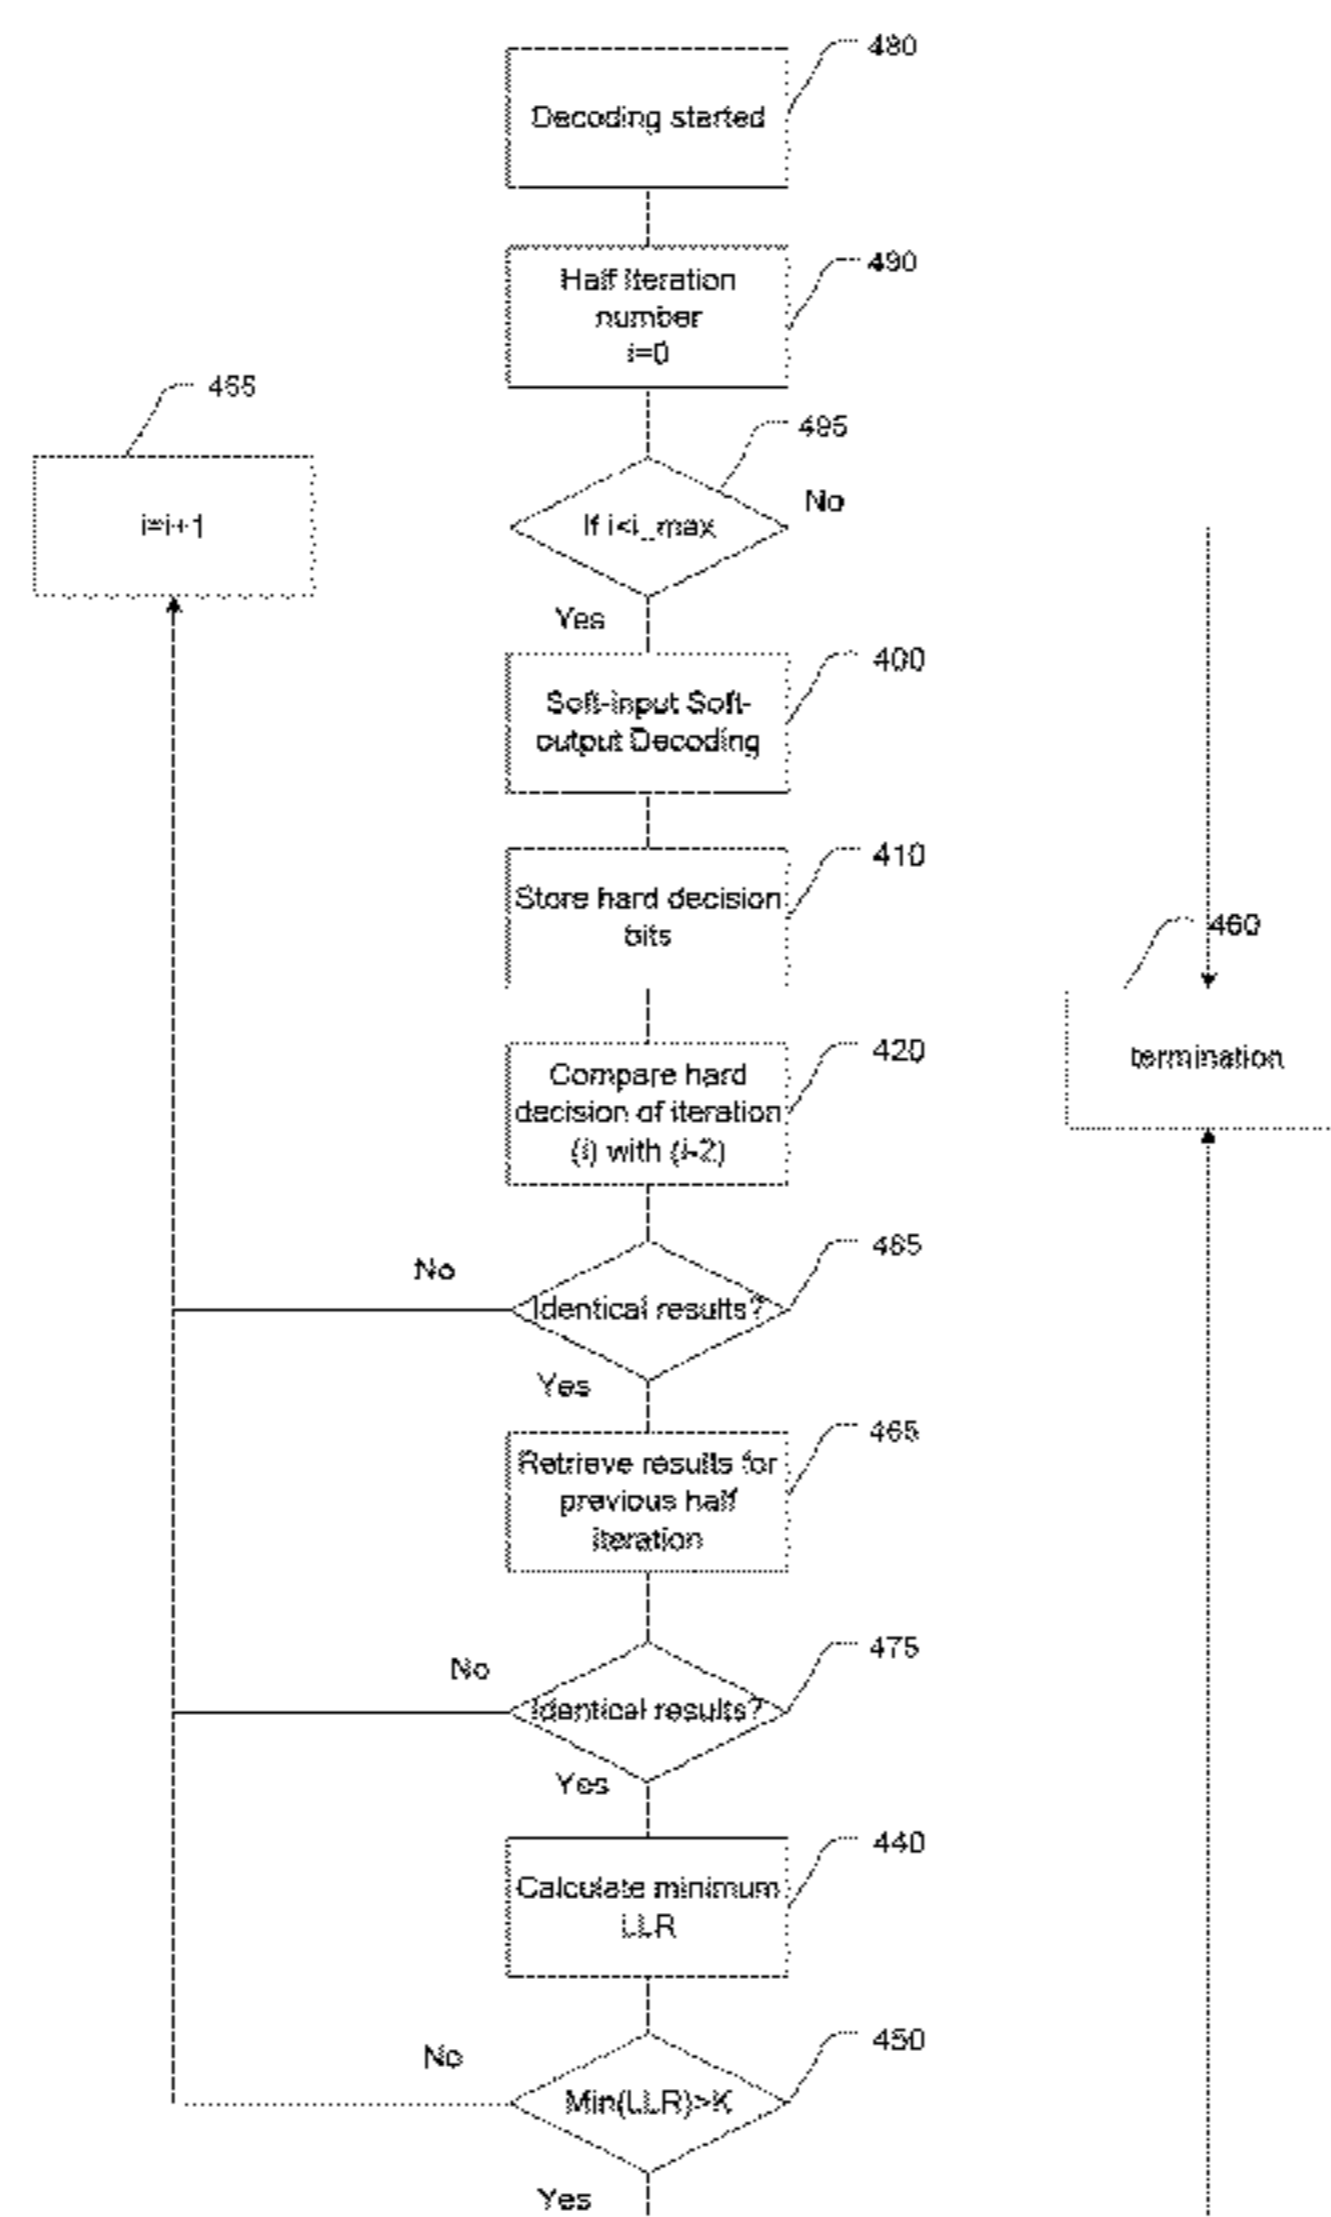 480
Decoding started
490
Half iteration
number
i=0
455
i=i+1
495
If i<i_max
No
Yes
400
Soft-input Soft-
output Decoding
410
Store hard decision
bits
460
termination
420
Compare hard
decision of iteration
(i) with (i-2)
485
No
Identical results?
Yes
465
Retrieve results for
previous half
iteration
475
No
Identical results?
Yes
440
Calculate minimum
LLR
450
No
Min(LLR)>K
Yes